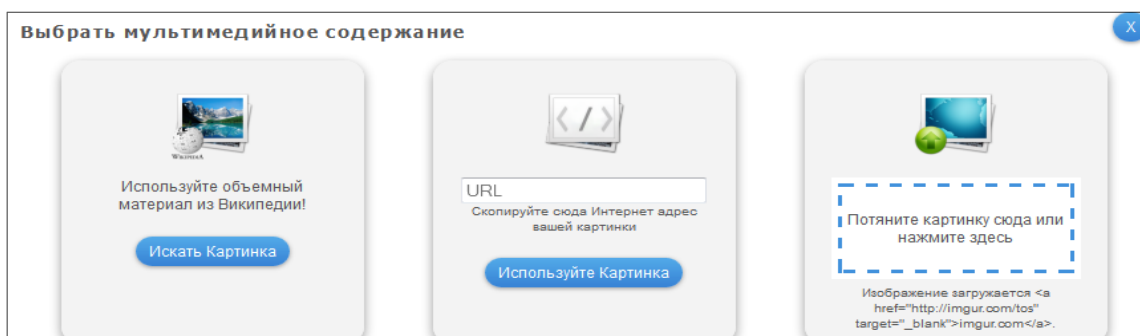 Выбрать мультимедийное содержание
X
WIKIPEDIA
Используйте объемный
материал из Википедии!
Искать Картинка
</>
URL
Скопируйте сюда Интернет адрес
вашей картинки
Используйте Картинка
Потяните картинку сюда или
нажмите здесь
Изображение загружается <a
href="http://imgur.com/tos"
target="_blank">imgur.com</a>.